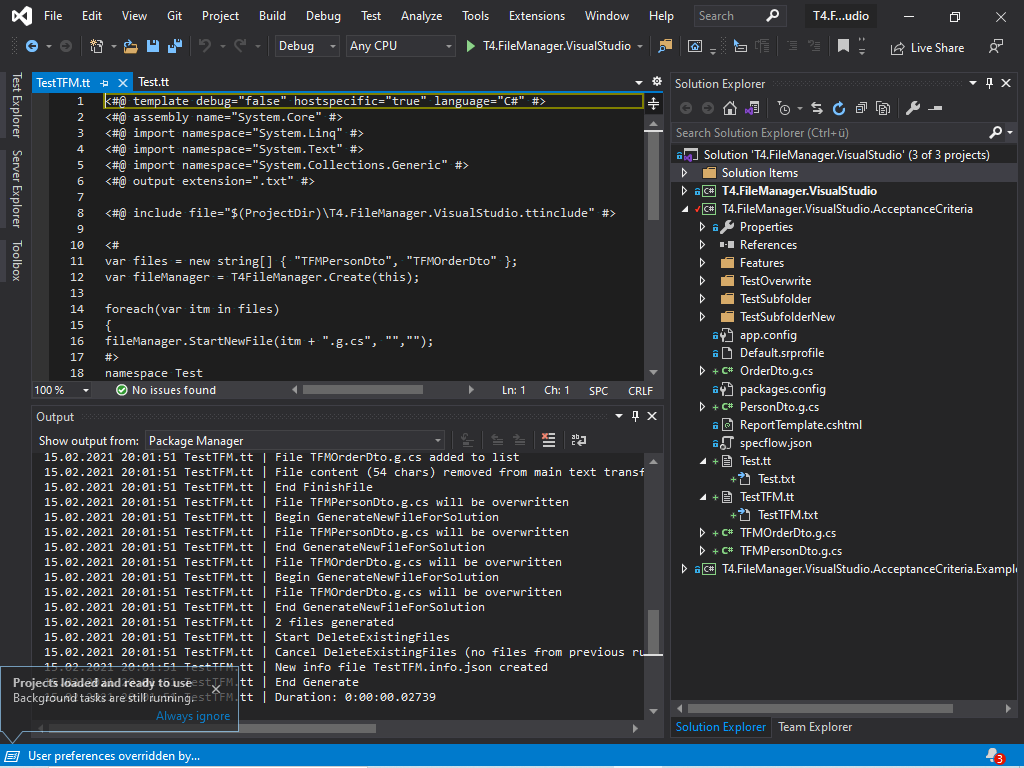 File Edit View Git Project Build Debug Test Analyze Tools Extensions Window Help Search T4.F...udio
Debug Any CPU T4.FileManager.VisualStudio Live Share
Test Explorer
Server Explorer
Toolbox
TestTFM.tt Test.tt
1 <#@ template debug="false" hostspecific="true" language="C#" #>
2 <#@ assembly name="System.Core" #>
3 <#@ import namespace="System.Linq" #>
4 <#@ import namespace="System.Text" #>
5 <#@ import namespace="System.Collections.Generic" #>
6 <#@ output extension=".txt" #>
7
8 <#@ include file="$(ProjectDir)\T4.FileManager.VisualStudio.ttinclude" #>
9
10 <#
11 var files = new string[] { "TFMPersonDto", "TFMOrderDto" };
12 var fileManager = T4FileManager.Create(this);
13
14 foreach(var itm in files)
15 {
16 fileManager.StartNewFile(itm + ".g.cs", "","");
17 #>
18 namespace Test
100 % No issues found Ln: 1 Ch: 1 SPC CRLF
Output
Show output from: Package Manager
15.02.2021 20:01:51 TestTFM.tt | File TFMOrderDto.g.cs added to list
15.02.2021 20:01:51 TestTFM.tt | File content (54 chars) removed from main text transf
15.02.2021 20:01:51 TestTFM.tt | End FinishFile
15.02.2021 20:01:51 TestTFM.tt | File TFMPersonDto.g.cs will be overwritten
15.02.2021 20:01:51 TestTFM.tt | Begin GenerateNewFileForSolution
15.02.2021 20:01:51 TestTFM.tt | File TFMPersonDto.g.cs will be overwritten
15.02.2021 20:01:51 TestTFM.tt | End GenerateNewFileForSolution
15.02.2021 20:01:51 TestTFM.tt | File TFMOrderDto.g.cs will be overwritten
15.02.2021 20:01:51 TestTFM.tt | Begin GenerateNewFileForSolution
15.02.2021 20:01:51 TestTFM.tt | File TFMOrderDto.g.cs will be overwritten
15.02.2021 20:01:51 TestTFM.tt | End GenerateNewFileForSolution
15.02.2021 20:01:51 TestTFM.tt | 2 files generated
15.02.2021 20:01:51 TestTFM.tt | Start DeleteExistingFiles
15.02.2021 20:01:51 TestTFM.tt | Cancel DeleteExistingFiles (no files from previous ru
15.02.2021 20:01:51 TestTFM.tt | New info file TestTFM.info.json created
| End Generate
| Duration: 0:00:00.02739
Projects loaded and ready to use
Background tasks are still running.
Always ignore
Solution Explorer
Search Solution Explorer (Ctrl+ü)
Solution 'T4.FileManager.VisualStudio' (3 of 3 projects)
Solution Items
C# T4.FileManager.VisualStudio
C# T4.FileManager.VisualStudio.AcceptanceCriteria
Properties
References
Features
TestOverwrite
TestSubfolder
TestSubfolderNew
app.config
Default.srprofile
C# OrderDto.g.cs
packages.config
C# PersonDto.g.cs
ReportTemplate.cshtml
specflow.json
Test.tt
Test.txt
TestTFM.tt
TestTFM.txt
C# TFMOrderDto.g.cs
C# TFMPersonDto.g.cs
C# T4.FileManager.VisualStudio.AcceptanceCriteria.Example
Solution Explorer Team Explorer
User preferences overridden by... 3